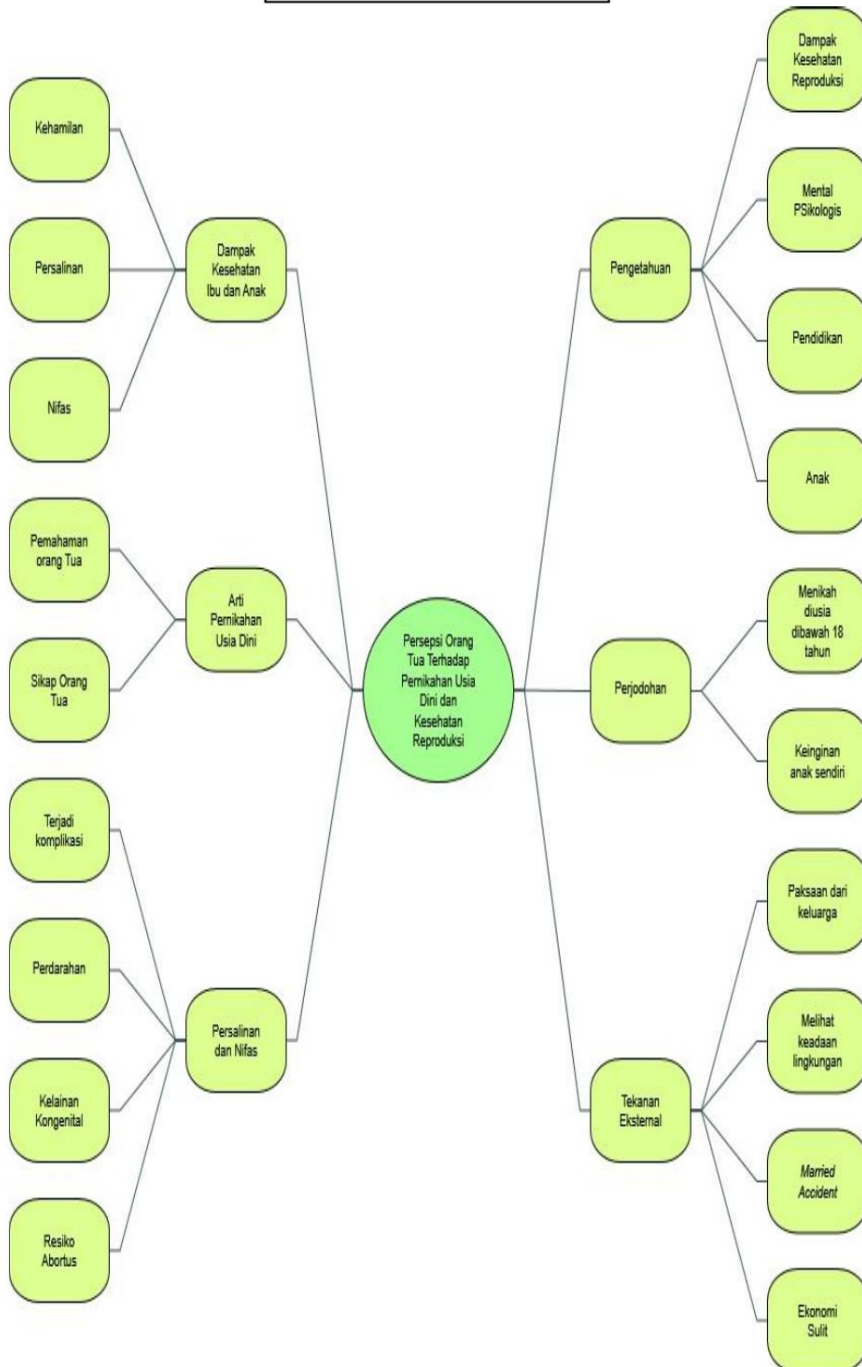 Kehamilan
Persalinan
Nifas
Dampak
Kesehatan
Ibu dan Anak
Pemahaman
orang Tua
Sikap Orang
Tua
Arti
Pernikahan
Usia Dini
Terjadi
komplikasi
Perdarahan
Kelainan
Kongenital
Resiko
Abortus
Persalinan
dan Nifas
Persepsi Orang
Tua Terhadap
Pernikahan Usia
Dini dan
Kesehatan
Reproduksi
Pengetahuan
Dampak
Kesehatan
Reproduksi
Mental
PSikologis
Pendidikan
Anak
Perjodohan
Menikah
diusia
dibawah 18
tahun
Keinginan
anak sendiri
Tekanan
Eksternal
Paksaan dari
keluarga
Melihat
keadaan
lingkungan
Married
Accident
Ekonomi
Sulit